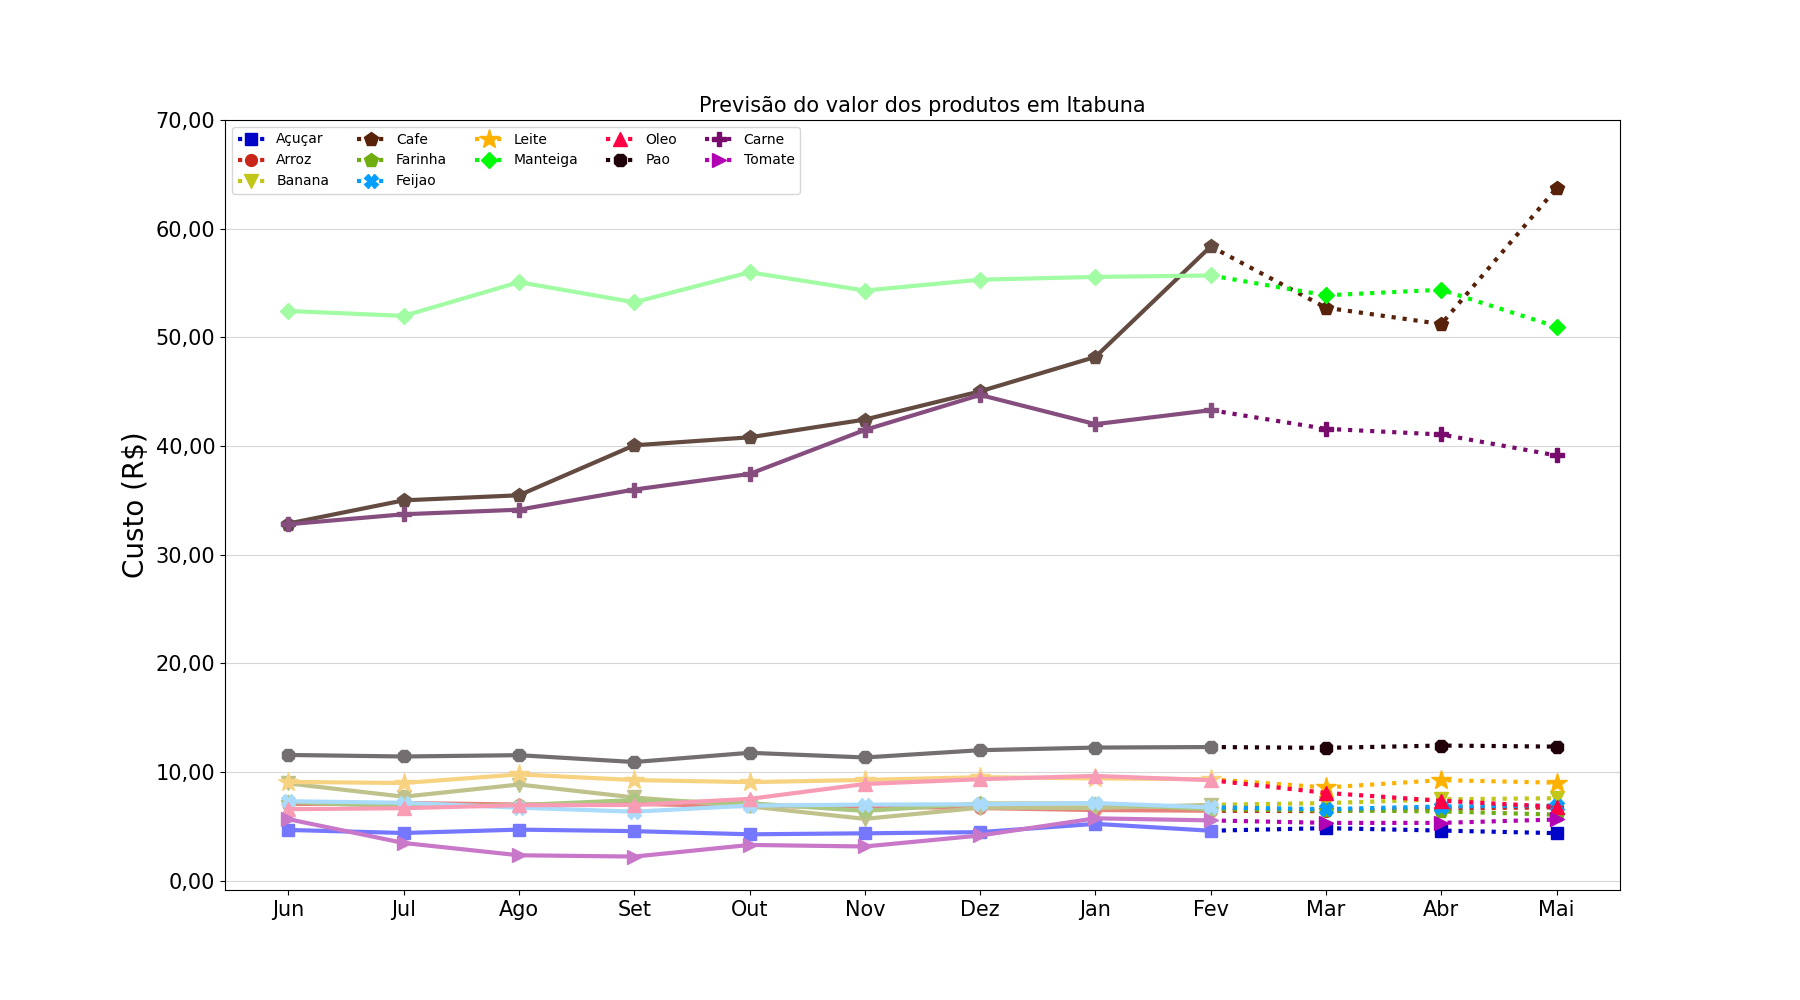 Previsão do valor dos produtos em Itabuna
70,00
60,00
50,00
40,00
30,00
20,00
10,00
0,00
Custo (R$)
Açuçar Cafe Leite Oleo Carne
Arroz Farinha Manteiga Pao Tomate
Banana Feijao
Jun Jul Ago Set Out Nov Dez Jan Fev Mar Abr Mai